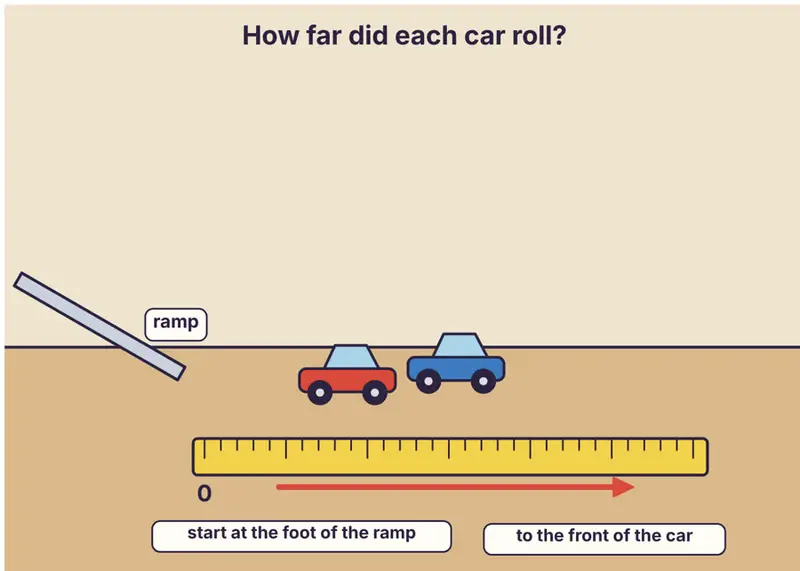 How far did each car roll?
ramp
0
start at the foot of the ramp
to the front of the car